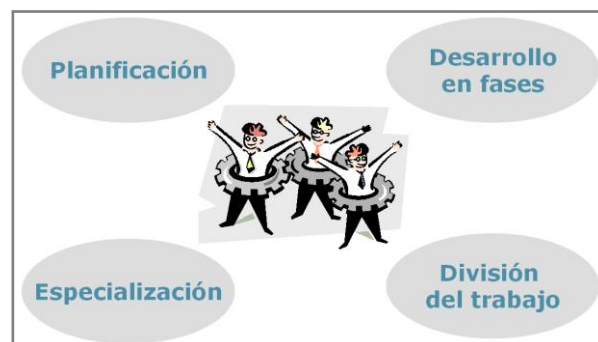 Planificación
Desarrollo
en fases
Especialización
División
del trabajo